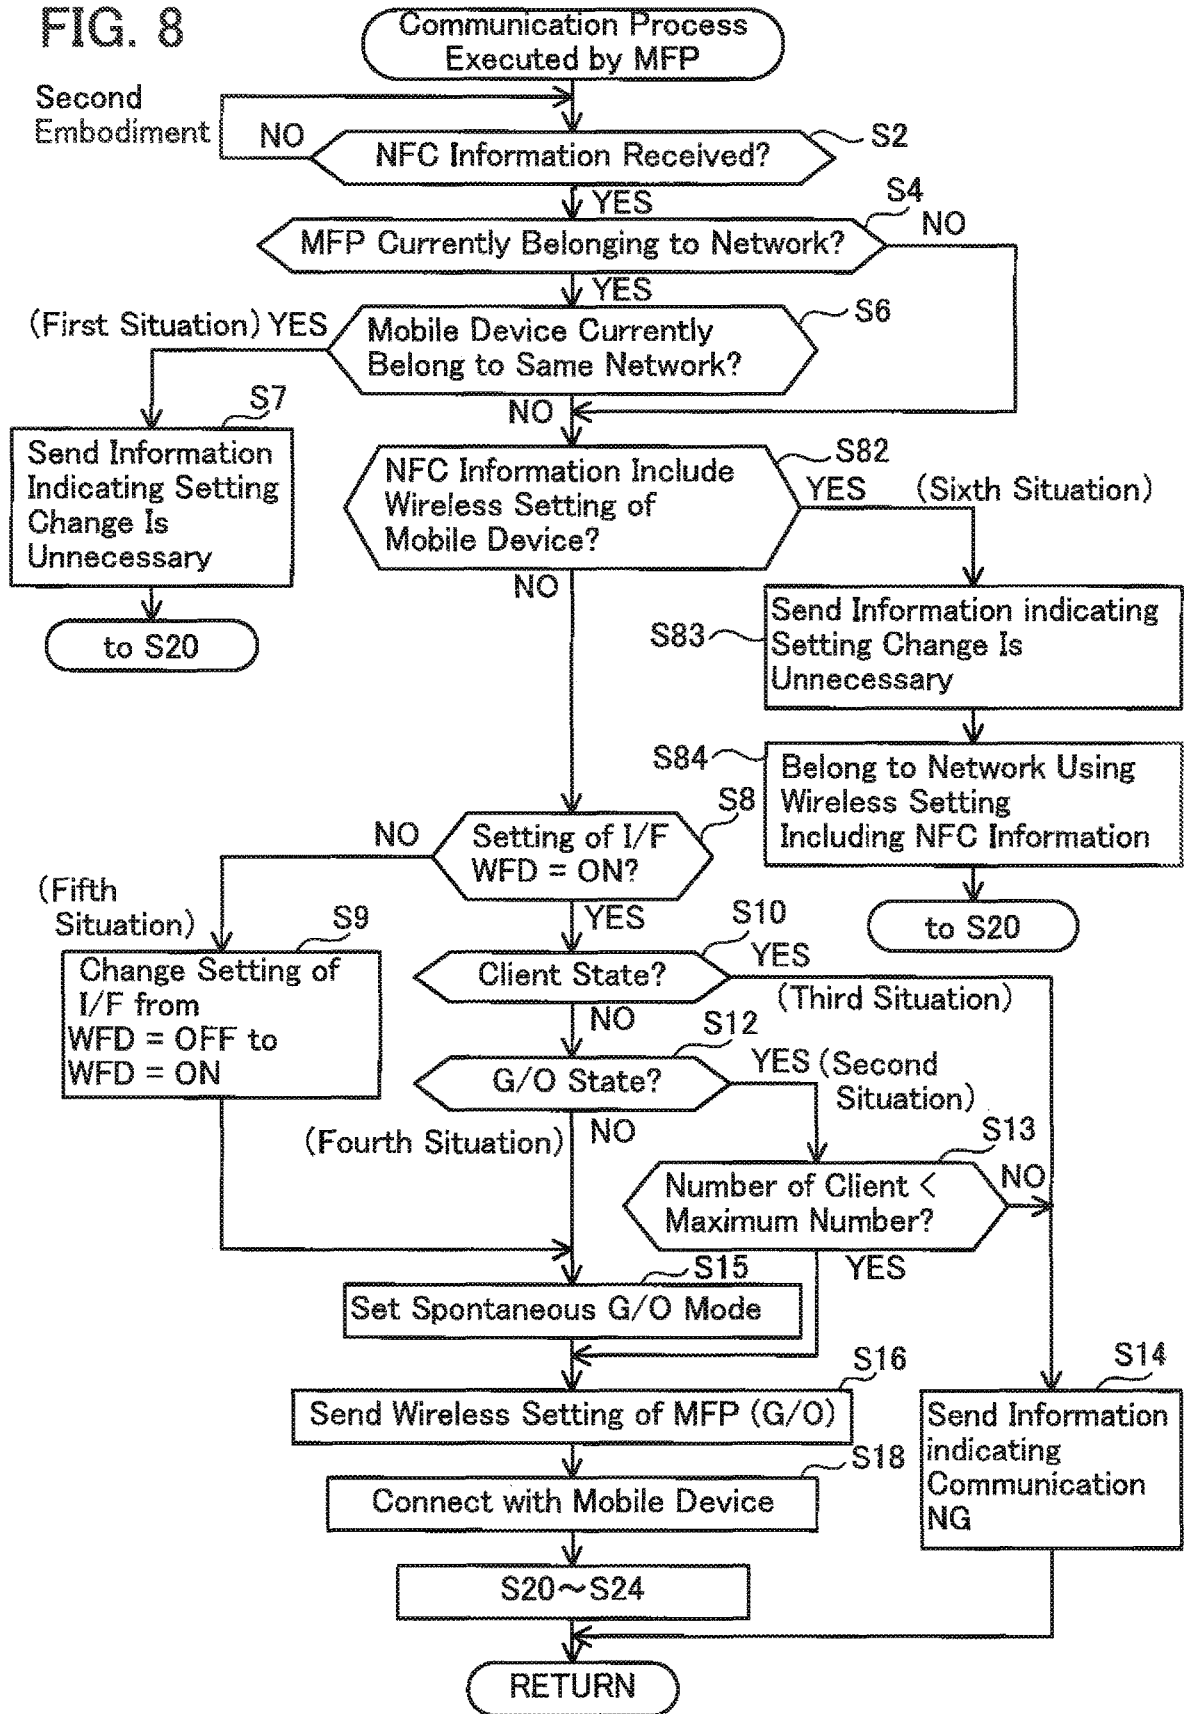 FIG. 8
Second
Embodiment
Communication Process
Executed by MFP
NO
S2
NFC Information Received?
YES
S4
NO
MFP Currently Belonging to Network?
YES
S6
(First Situation) YES
Mobile Device Currently
Belong to Same Network?
NO
S7
Send Information
Indicating Setting
Change Is
Unnecessary
to S20
S82
NFC Information Include
Wireless Setting of
Mobile Device?
YES
(Sixth Situation)
NO
S83
Send Information indicating
Setting Change Is
Unnecessary
S84
Belong to Network Using
Wireless Setting
Including NFC Information
to S20
S8
NO
Setting of I/F
WFD = ON?
YES
(Fifth
Situation)
S9
Change Setting of
I/F from
WFD = OFF to
WFD = ON
S10
Client State?
YES
(Third Situation)
NO
S12
G/O State?
YES (Second
Situation)
(Fourth Situation)
NO
S13
Number of Client <
Maximum Number?
NO
YES
S15
Set Spontaneous G/O Mode
S16
Send Wireless Setting of MFP (G/O)
S14
Send Information
indicating
Communication
NG
S18
Connect with Mobile Device
S20～S24
RETURN